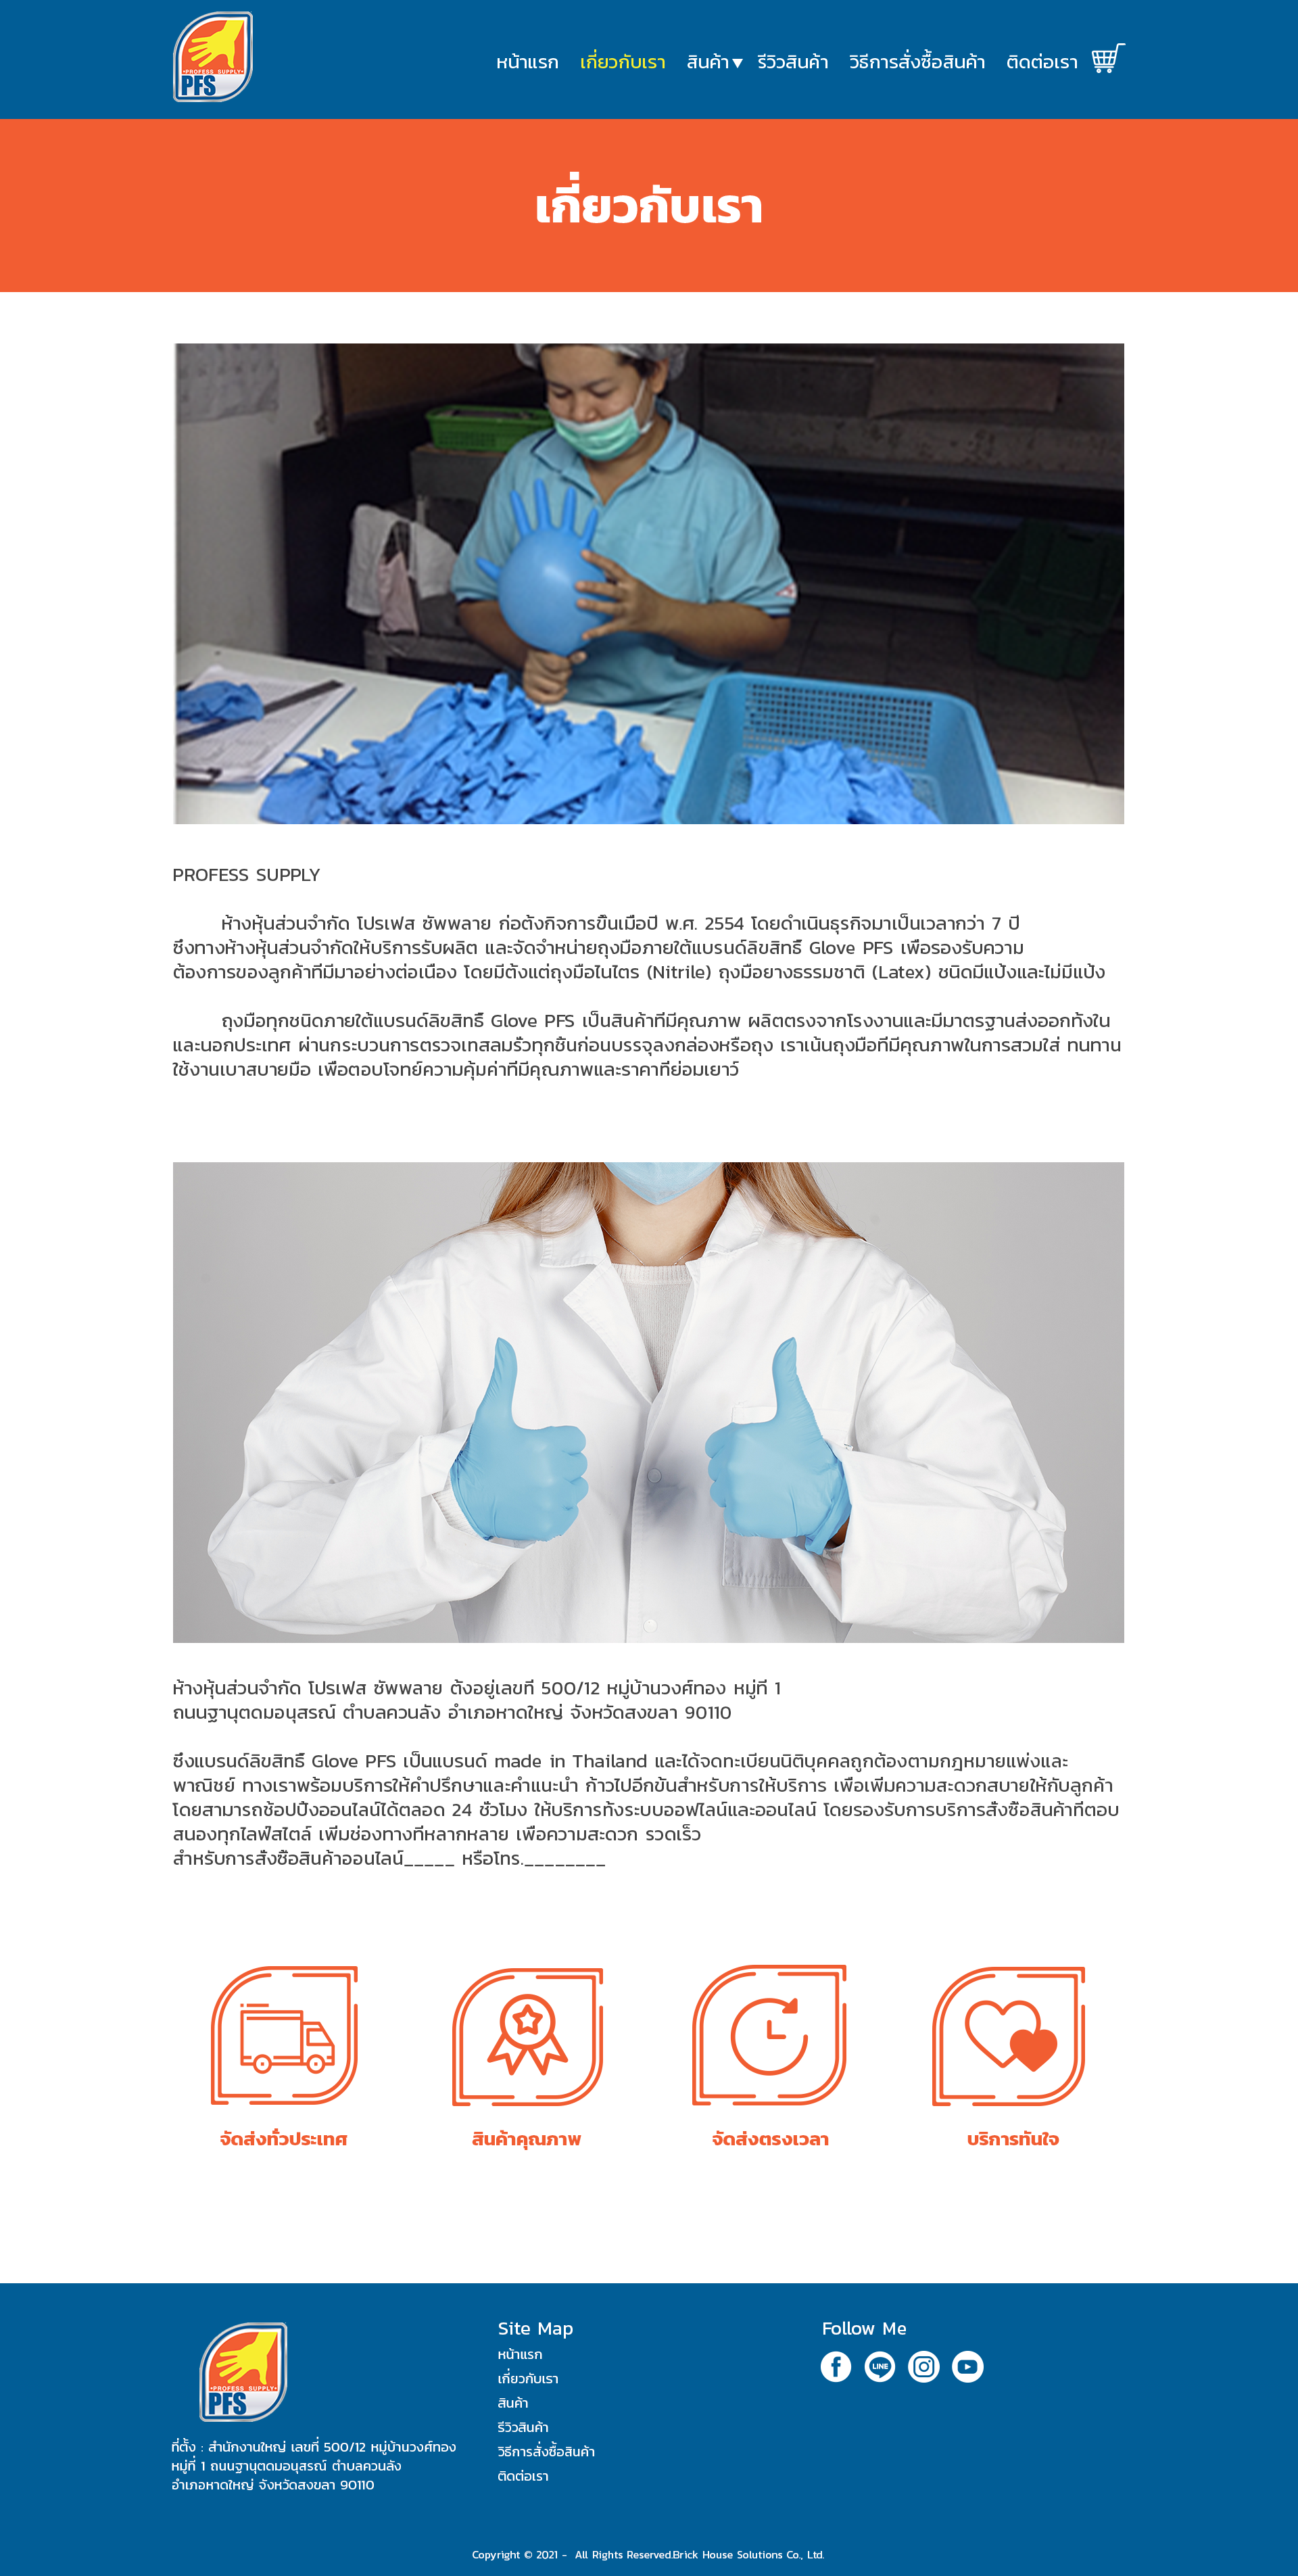 PROFESS SUPPLY
PFS
หน้าแรก เกี่ยวกับเรา สินค้า▼ รีวิวสินค้า วิธีการสั่งซื้อสินค้า ติดต่อเรา
เกี่ยวกับเรา
PROFESS SUPPLY
ห้างหุ้นส่วนจำกัด โปรเฟส ซัพพลาย ก่อตั้งกิจการขึ้นเมื่อปี พ.ศ. 2554 โดยดำเนินธุรกิจมาเป็นเวลากว่า 7 ปี
ซึ่งทางห้างหุ้นส่วนจำกัดให้บริการรับผลิต และจัดจำหน่ายถุงมือภายใต้แบรนด์ลิขสิทธิ์ Glove PFS เพื่อรองรับความ
ต้องการของลูกค้าที่มีมาอย่างต่อเนื่อง โดยมีตั้งแต่ถุงมือไนไตร (Nitrile) ถุงมือยางธรรมชาติ (Latex) ชนิดมีแป้งและไม่มีแป้ง
ถุงมือทุกชนิดภายใต้แบรนด์ลิขสิทธิ์ Glove PFS เป็นสินค้าที่มีคุณภาพ ผลิตตรงจากโรงงานและมีมาตรฐานส่งออกทั้งใน
และนอกประเทศ ผ่านกระบวนการตรวจเทสลมรั่วทุกชิ้นก่อนบรรจุลงกล่องหรือถุง เราเน้นถุงมือที่มีคุณภาพในการสวมใส่ ทนทาน
ใช้งานเบาสบายมือ เพื่อตอบโจทย์ความคุ้มค่าที่มีคุณภาพและราคาที่ย่อมเยาว์
ห้างหุ้นส่วนจำกัด โปรเฟส ซัพพลาย ตั้งอยู่เลขที่ 500/12 หมู่บ้านวงศ์ทอง หมู่ที่ 1
ถนนฐานุตดมอนุสรณ์ ตำบลควนลัง อำเภอหาดใหญ่ จังหวัดสงขลา 90110
ซึ่งแบรนด์ลิขสิทธิ์ Glove PFS เป็นแบรนด์ made in Thailand และได้จดทะเบียนนิติบุคคลถูกต้องตามกฎหมายแพ่งและ
พาณิชย์ ทางเราพร้อมบริการให้คำปรึกษาและคำแนะนำ ก้าวไปอีกขั้นสำหรับการให้บริการ เพื่อเพิ่มความสะดวกสบายให้กับลูกค้า
โดยสามารถช้อปปิ้งออนไลน์ได้ตลอด 24 ชั่วโมง ให้บริการทั้งระบบออฟไลน์และออนไลน์ โดยรองรับการบริการสั่งซื้อสินค้าที่ตอบ
สนองทุกไลฟ์สไตล์ เพิ่มช่องทางที่หลากหลาย เพื่อความสะดวก รวดเร็ว
สำหรับการสั่งซื้อสินค้าออนไลน์_____ หรือโทร.________
จัดส่งทั่วประเทศ สินค้าคุณภาพ จัดส่งตรงเวลา บริการทันใจ
PROFESS SUPPLY
PFS
ที่ตั้ง : สำนักงานใหญ่ เลขที่ 500/12 หมู่บ้านวงศ์ทอง
หมู่ที่ 1 ถนนฐานุตดมอนุสรณ์ ตำบลควนลัง
อำเภอหาดใหญ่ จังหวัดสงขลา 90110
Site Map
หน้าแรก
เกี่ยวกับเรา
สินค้า
รีวิวสินค้า
วิธีการสั่งซื้อสินค้า
ติดต่อเรา
Follow Me
LINE
Copyright © 2021 - All Rights Reserved.Brick House Solutions Co., Ltd.